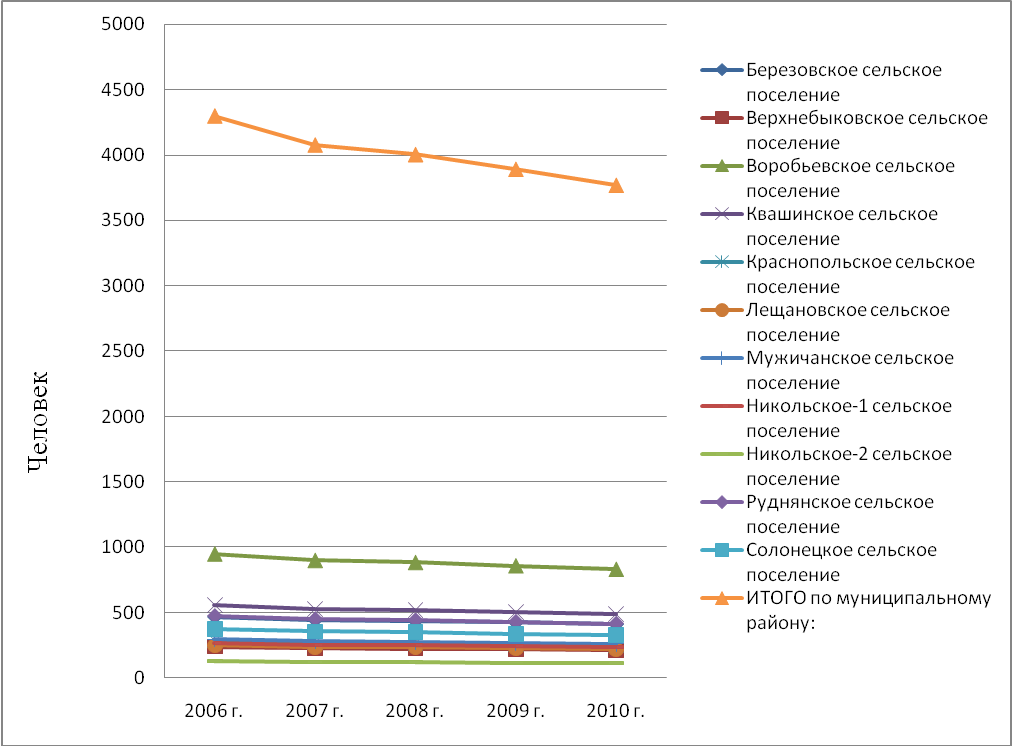 5000
4500
4000
3500
3000
2500
2000
1500
1000
500
0
Человек
2006 г. 2007 г. 2008 г. 2009 г. 2010 г.
Березовское сельское
поселение
Верхнебыковское сельское
поселение
Воробьевское сельское
поселение
Квашинское сельское
поселение
Краснопольское сельское
поселение
Лещановское сельское
поселение
Мужичанское сельское
поселение
Никольское-1 сельское
поселение
Никольское-2 сельское
поселение
Руднянское сельское
поселение
Солонецкое сельское
поселение
ИТОГО по муниципальному
району: